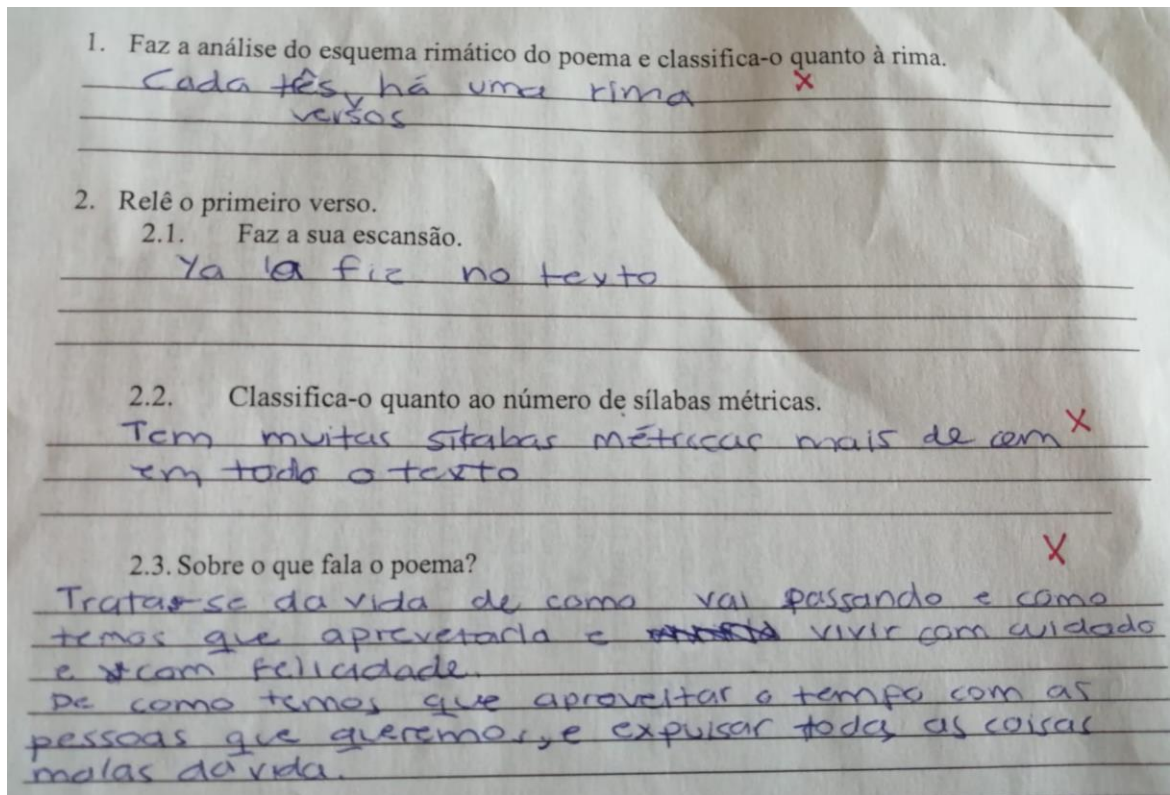 1. Faz a análise do esquema rimático do poema e classifica-o quanto à rima.
Cada tês há uma rima
versos
2. Relê o primeiro verso.
2.1. Faz a sua escansão.
Ya la fiz no texto
2.2. Classifica-o quanto ao número de sílabas métricas.
Tem muitas sítabas métricas mais de cem
em todo o texto
2.3. Sobre o que fala o poema?
Trata-se da vida de como vai passando e como
temos que aprevetarla e vivir com cuidado
e com felicidade.
De como temos que aproveitar o tempo com as
pessoas que queremos, e expulsar todas as coisas
malas da vida.